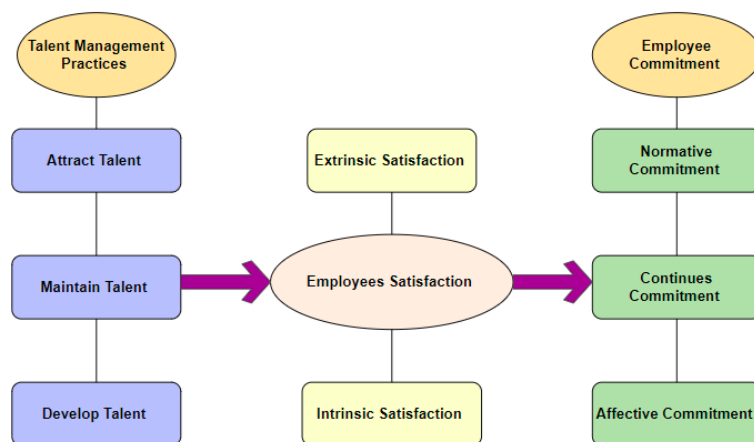 Talent Management
Practices
Employee
Commitment
Attract Talent
Extrinsic Satisfaction
Normative
Commitment
Maintain Talent
Employees Satisfaction
Continues
Commitment
Develop Talent
Intrinsic Satisfaction
Affective Commitment